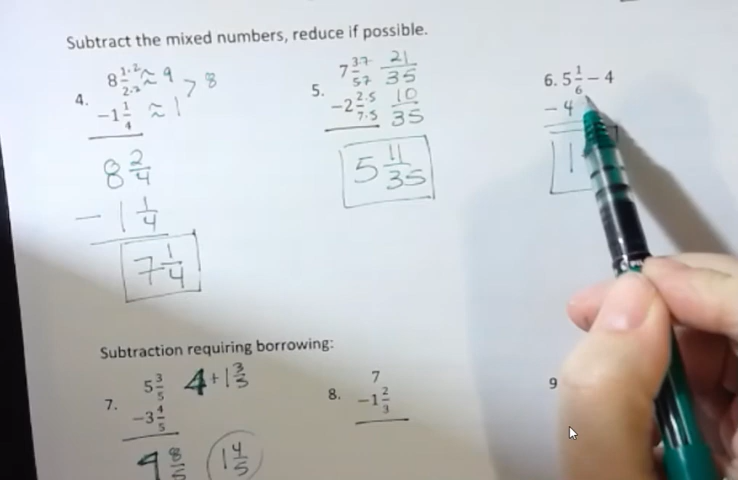 Subtract the mixed numbers, reduce if possible.
4. 8 1·2/2·2 ≈ 9 > 8
−1 1/4 ≈ 1
8 2/4
− 1 1/4
7 1/4
5. 7 3·7/5·7 21/35
−2 2·5/7·5 10/35
5 11/35
6. 5 1/6 − 4
− 4
1
Subtraction requiring borrowing:
7. 5 3/5 4 + 1 3/5
−3 4/5
4 8/5 1 4/5
8. 7
−1 2/3
9